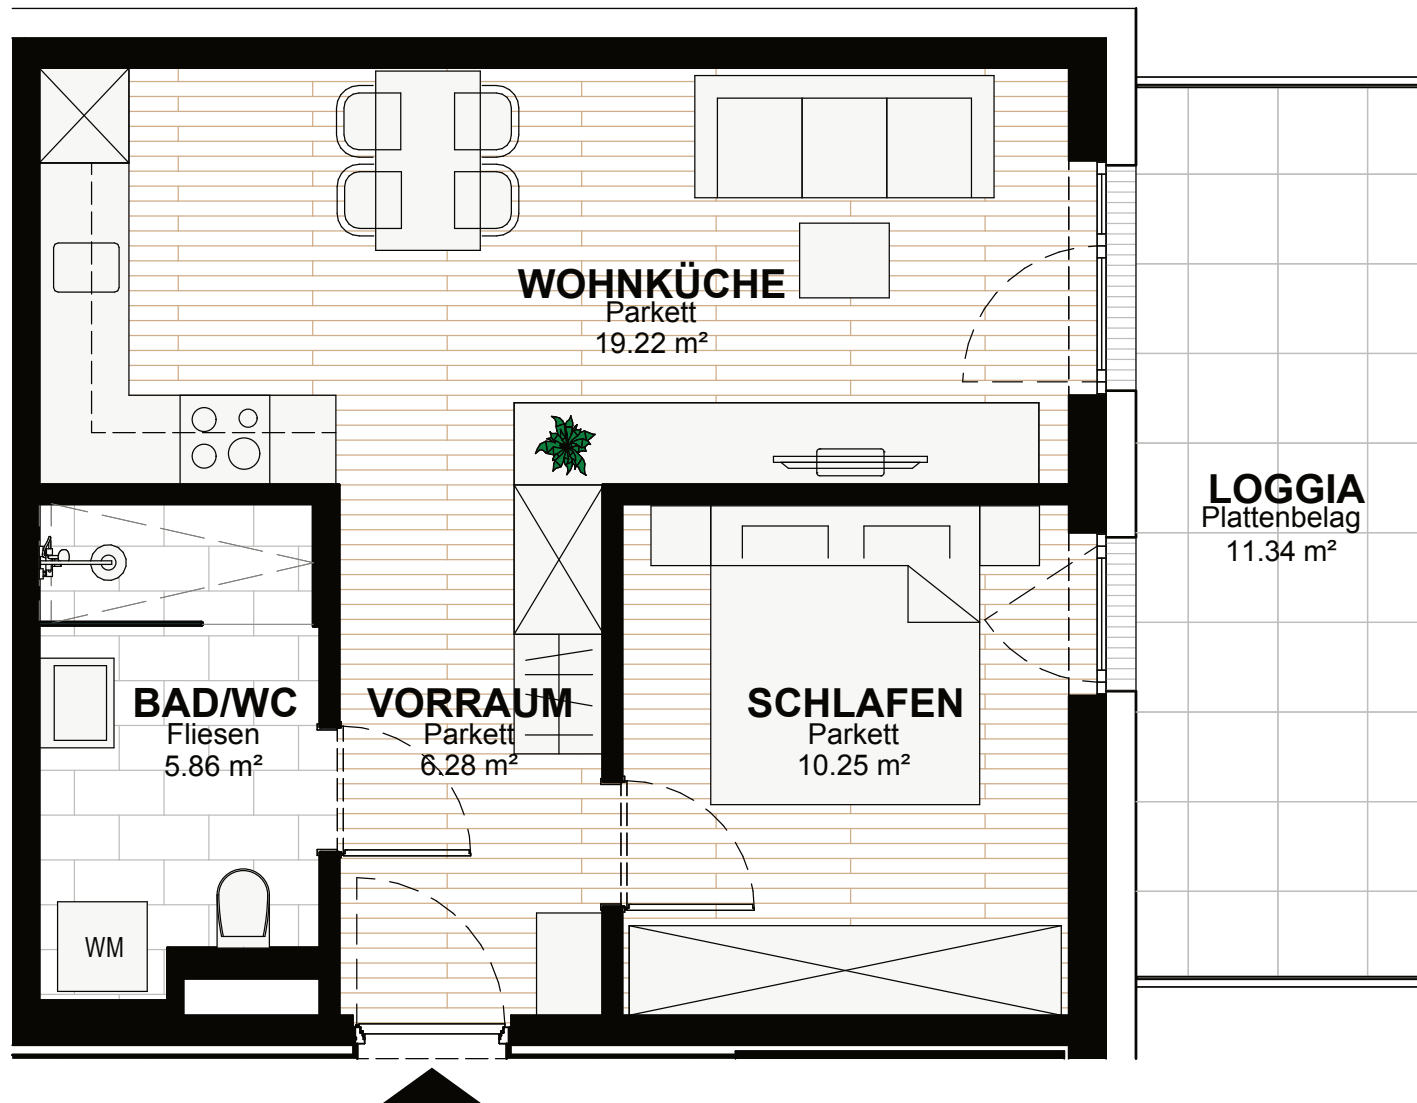 WOHNKÜCHE
Parkett
19.22 m²
LOGGIA
Plattenbelag
11.34 m²
BAD/WC
Fliesen
5.86 m²
VORRAUM
Parkett
6.28 m²
SCHLAFEN
Parkett
10.25 m²
WM